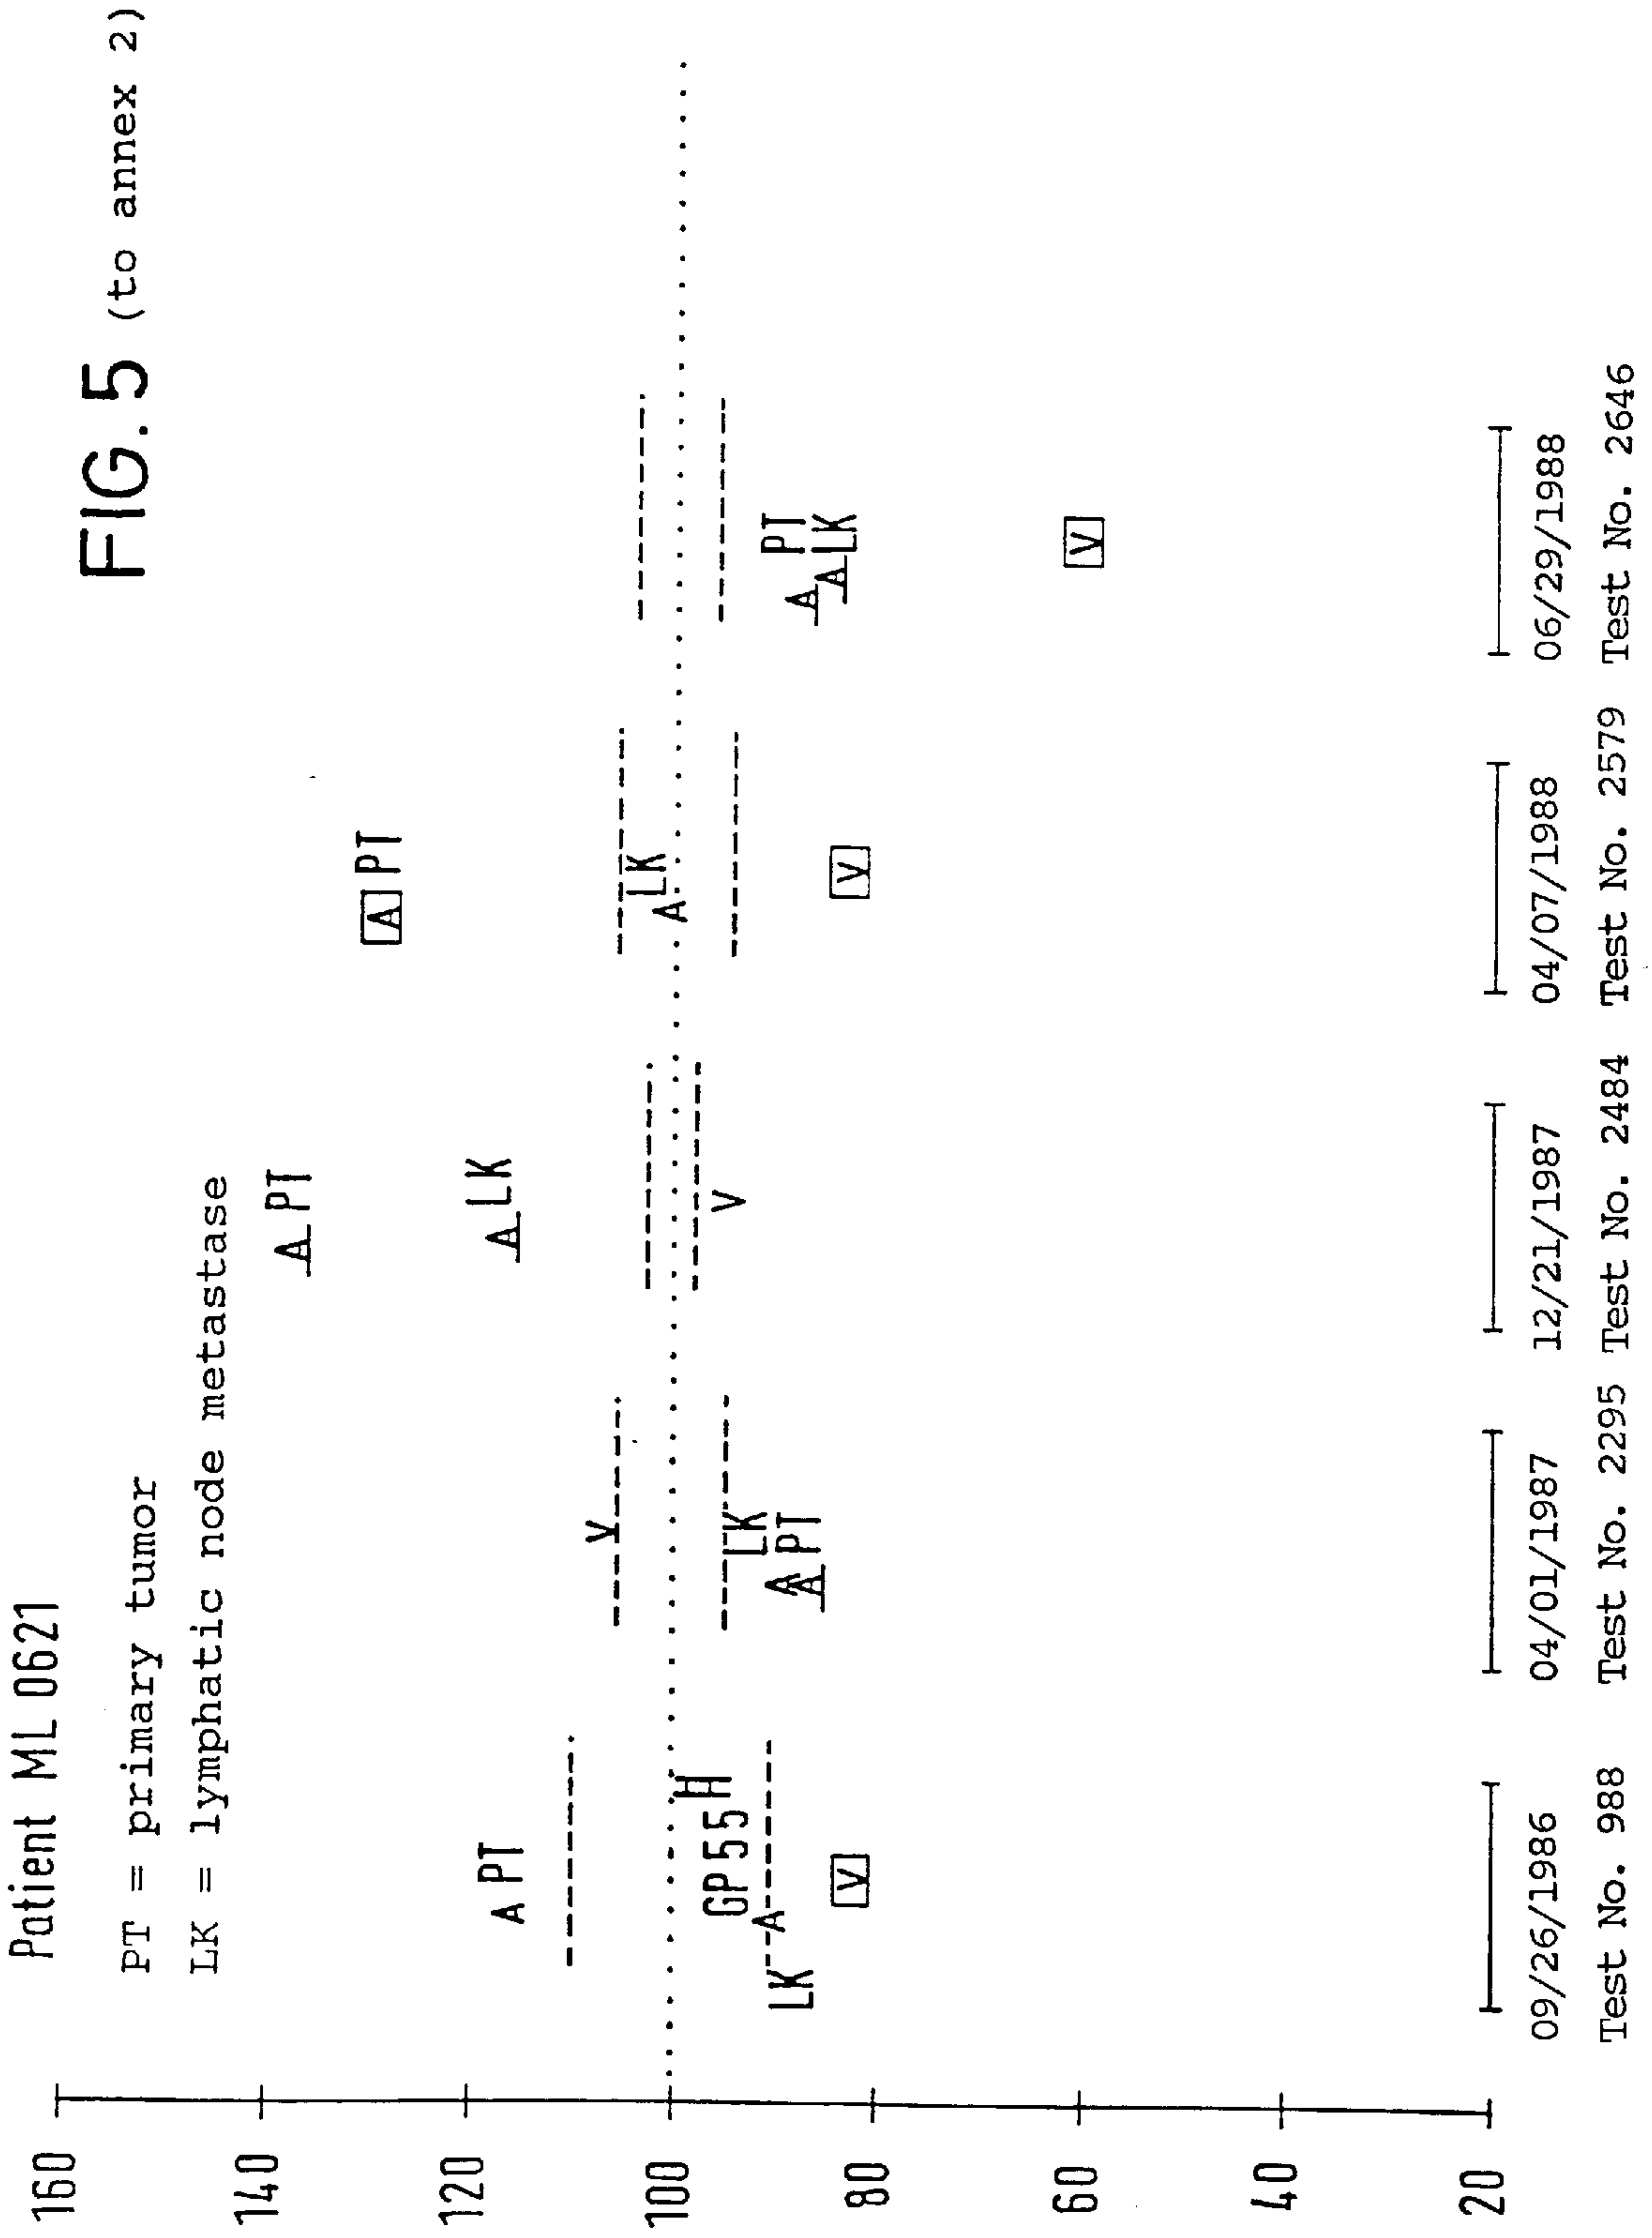 FIG. 5 (to annex 2)
Patient ML 0621
PT = primary tumor
LK = lymphatic node metastase
160
140
120
100
80
60
40
20
A PT
GP55
H
A
LK
V
V
LK
A
A PT
A PT
A LK
V
A PT
LK
A
V
PT
A
A LK
V
09/26/1986
04/01/1987
12/21/1987
04/07/1988
06/29/1988
Test No. 988
Test No. 2295
Test No. 2484
Test No. 2579
Test No. 2646